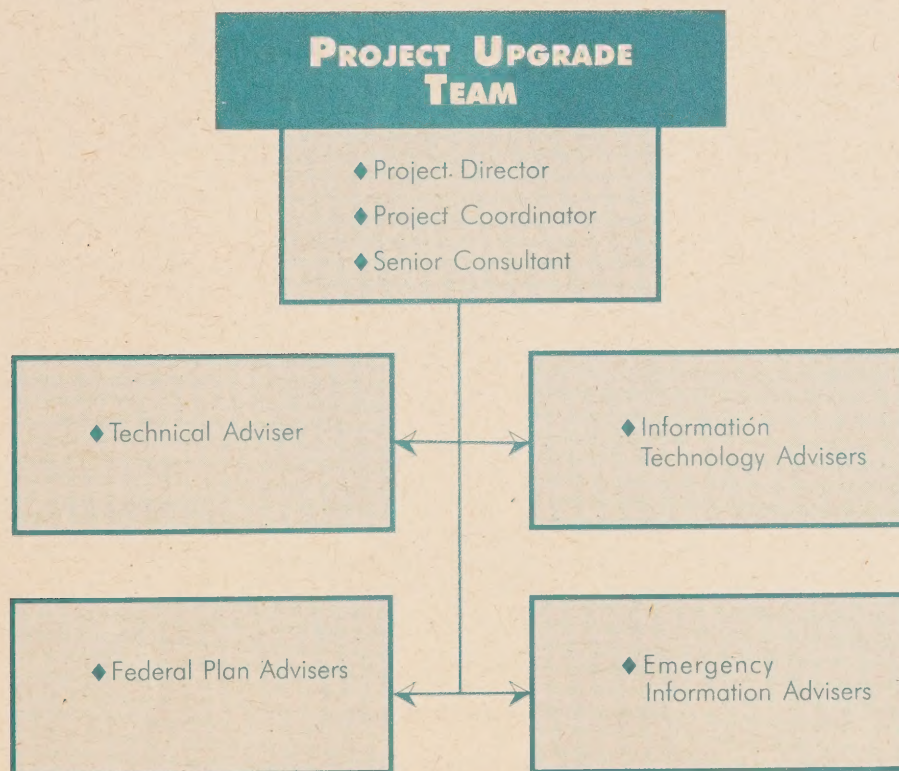 PROJECT UPGRADE
TEAM
◆ Project Director
◆ Project Coordinator
◆ Senior Consultant
◆ Technical Adviser
◆ Information
Technology Advisers
◆ Federal Plan Advisers
◆ Emergency
Information Advisers